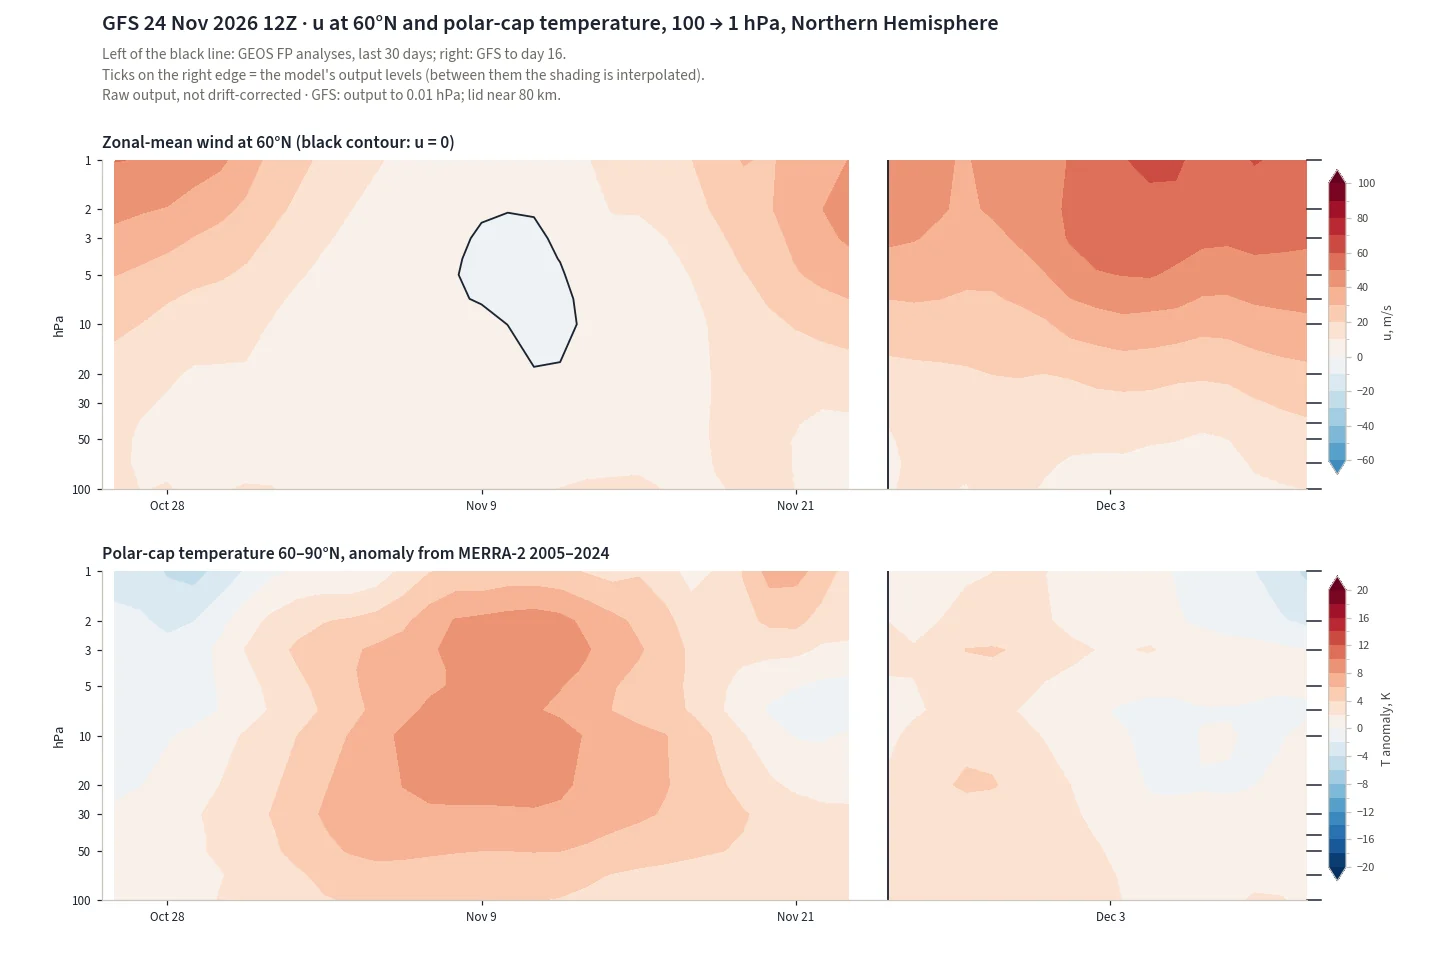 GFS 24 Nov 2026 12Z · u at 60°N and polar-cap temperature, 100 → 1 hPa, Northern Hemisphere
Left of the black line: GEOS FP analyses, last 30 days; right: GFS to day 16.
Ticks on the right edge = the model's output levels (between them the shading is interpolated).
Raw output, not drift-corrected · GFS: output to 0.01 hPa; lid near 80 km.
Zonal-mean wind at 60°N (black contour: u = 0)
hPa
1
2
3
5
10
20
30
50
100
Oct 28
Nov 9
Nov 21
Dec 3
100
80
60
40
20
0
−20
−40
−60
u, m/s
Polar-cap temperature 60–90°N, anomaly from MERRA-2 2005–2024
hPa
1
2
3
5
10
20
30
50
100
Oct 28
Nov 9
Nov 21
Dec 3
20
16
12
8
4
0
−4
−8
−12
−16
−20
T anomaly, K